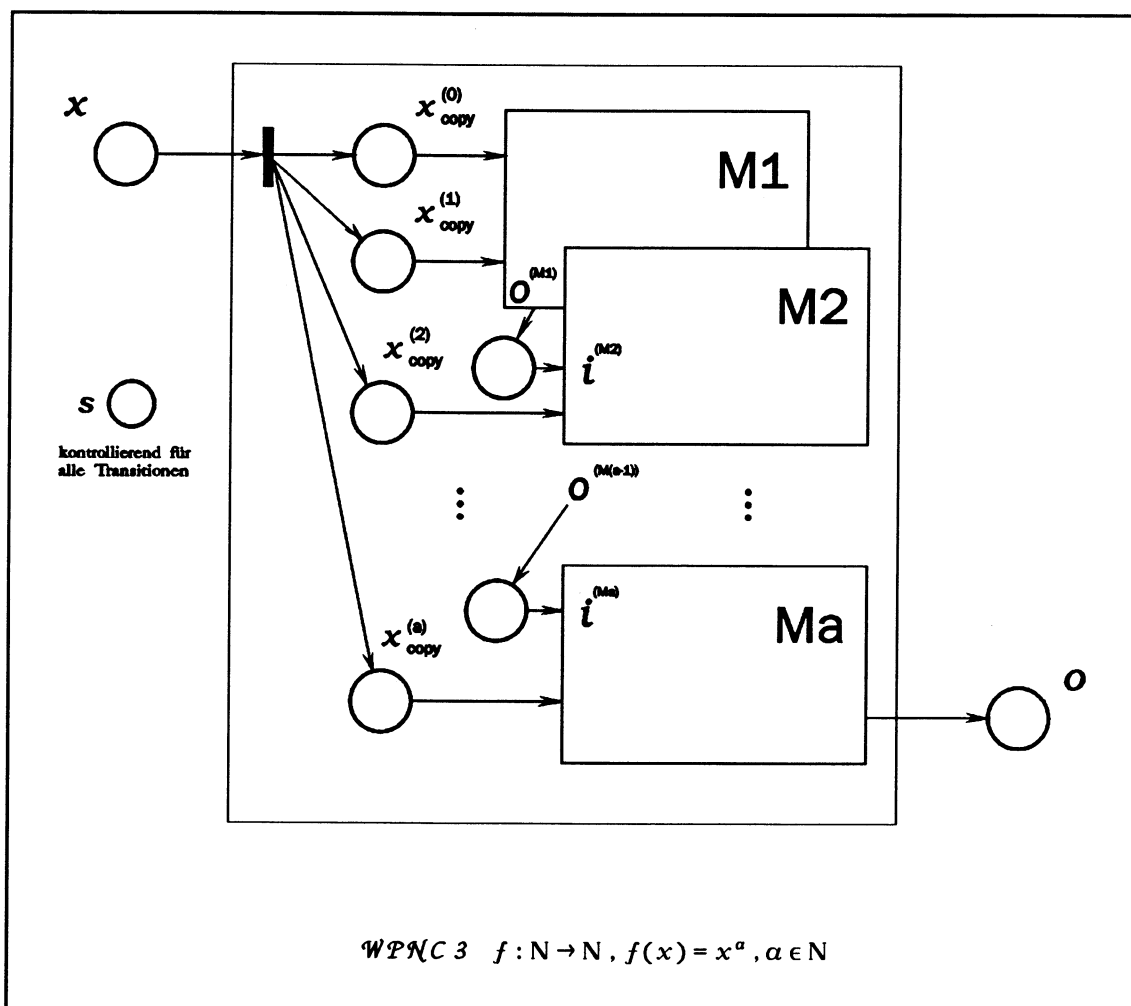 x
x (0) copy
M1
x (1) copy
o (M1)
M2
x (2) copy
i (M2)
s
kontrollierend für
alle Transitionen
o (M(a-1))
⋮ ⋮
i (Ma)
Ma
x (a) copy
o
WPNC 3 f : N → N , f(x) = x^a , a ∈ N